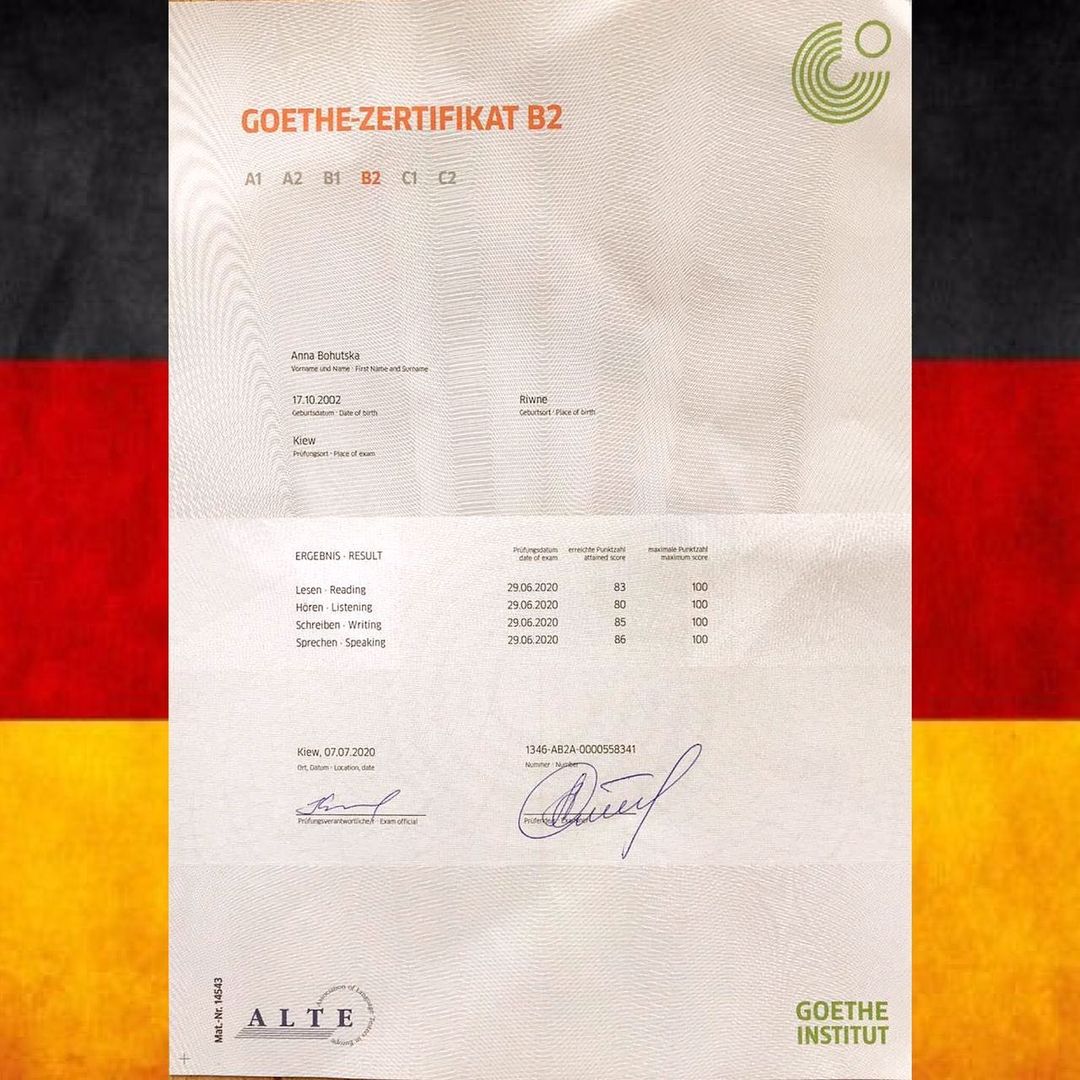 GOETHE-ZERTIFIKAT B2
A1 A2 B1 B2 C1 C2
Anna Bohutska
Vorname und Name · First Name and Surname
17.10.2002
Geburtsdatum · Date of birth
Riwne
Geburtsort · Place of birth
Kiew
Prüfungsort · Place of exam
ERGEBNIS · RESULT
Prüfungsdatum
date of exam
erreichte Punktzahl
attained score
maximale Punktzahl
maximum score
Lesen · Reading 29.06.2020 83 100
Hören · Listening 29.06.2020 80 100
Schreiben · Writing 29.06.2020 85 100
Sprechen · Speaking 29.06.2020 86 100
Kiew, 07.07.2020
Ort, Datum · Location, date
1346-AB2A-0000558341
Nummer · Number
Prüfungsverantwortliche/r · Exam official
Mat.-Nr. 14543
ALTE
Association of Language Testers in Europe
GOETHE
INSTITUT